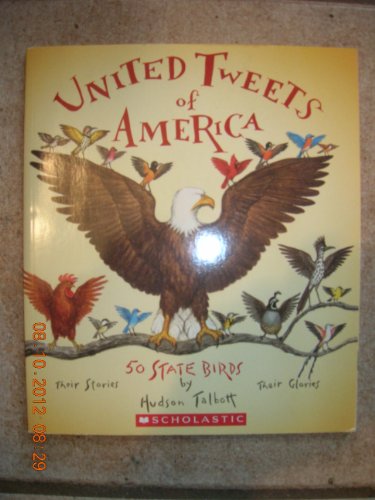 UNITED TWEETS
of
AMERICA
50 STATE BIRDS
Their Stories
by
Their Glories
Hudson Talbott
SCHOLASTIC
08.10.2012 08:29